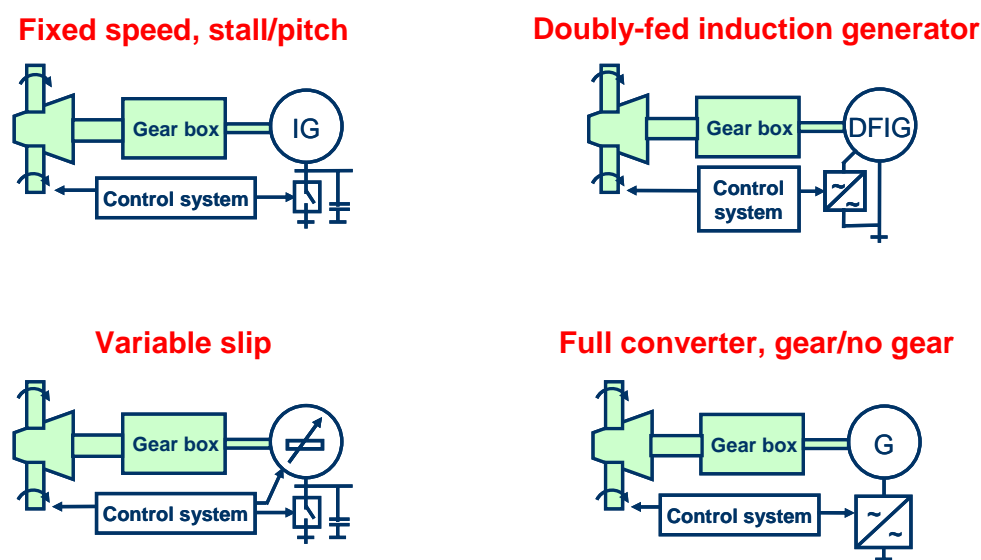 Fixed speed, stall/pitch
Gear box
IG
Control system
Doubly-fed induction generator
Gear box
DFIG
Control
system
~
~
Variable slip
Gear box
Control system
Full converter, gear/no gear
Gear box
G
Control system
~
~